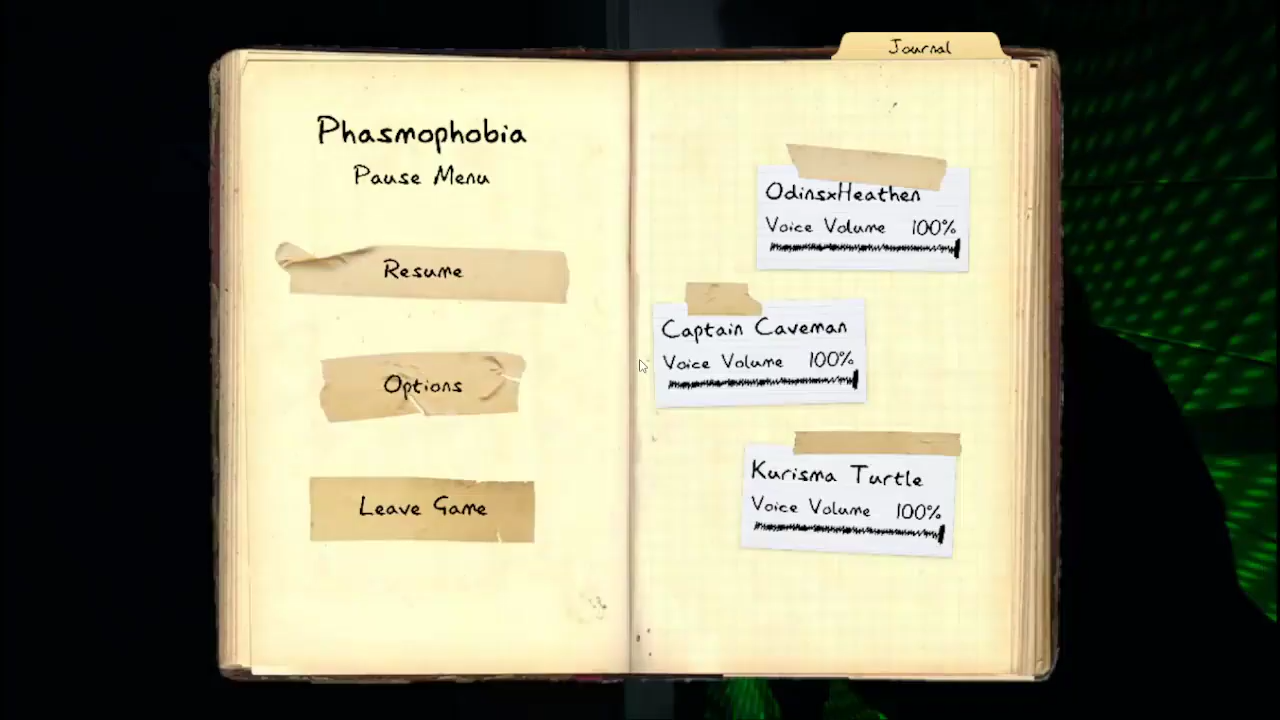 Journal
Phasmophobia
Pause Menu
Resume
Options
Leave Game
OdinsxHeathen
Voice Volume 100%
Captain Caveman
Voice Volume 100%
Kurisma Turtle
Voice Volume 100%